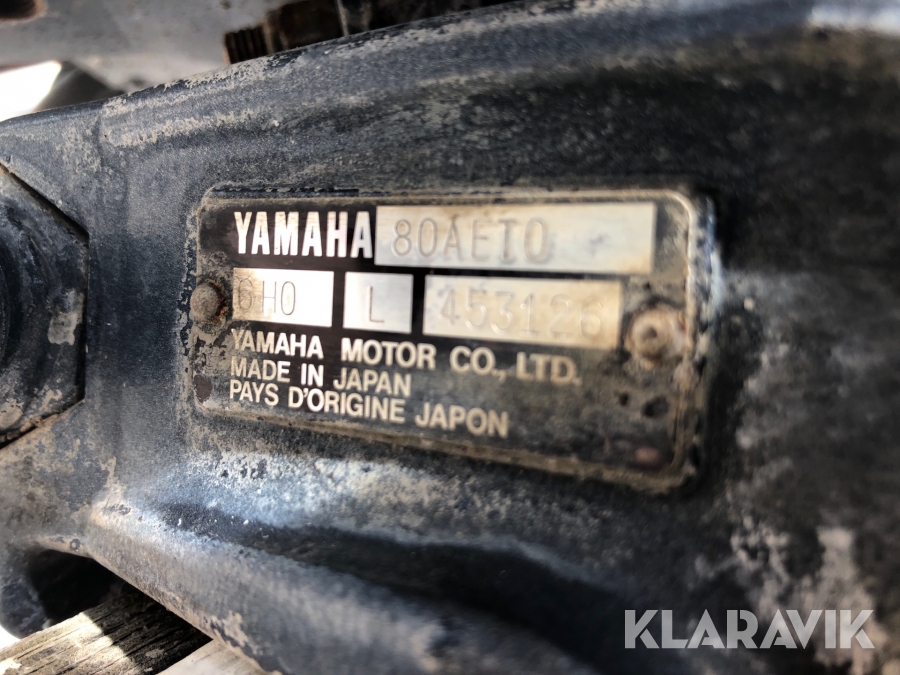 YAMAHA 80AETO
6H0 L 453126
YAMAHA MOTOR CO., LTD.
MADE IN JAPAN
PAYS D'ORIGINE JAPON
KLARAVIK